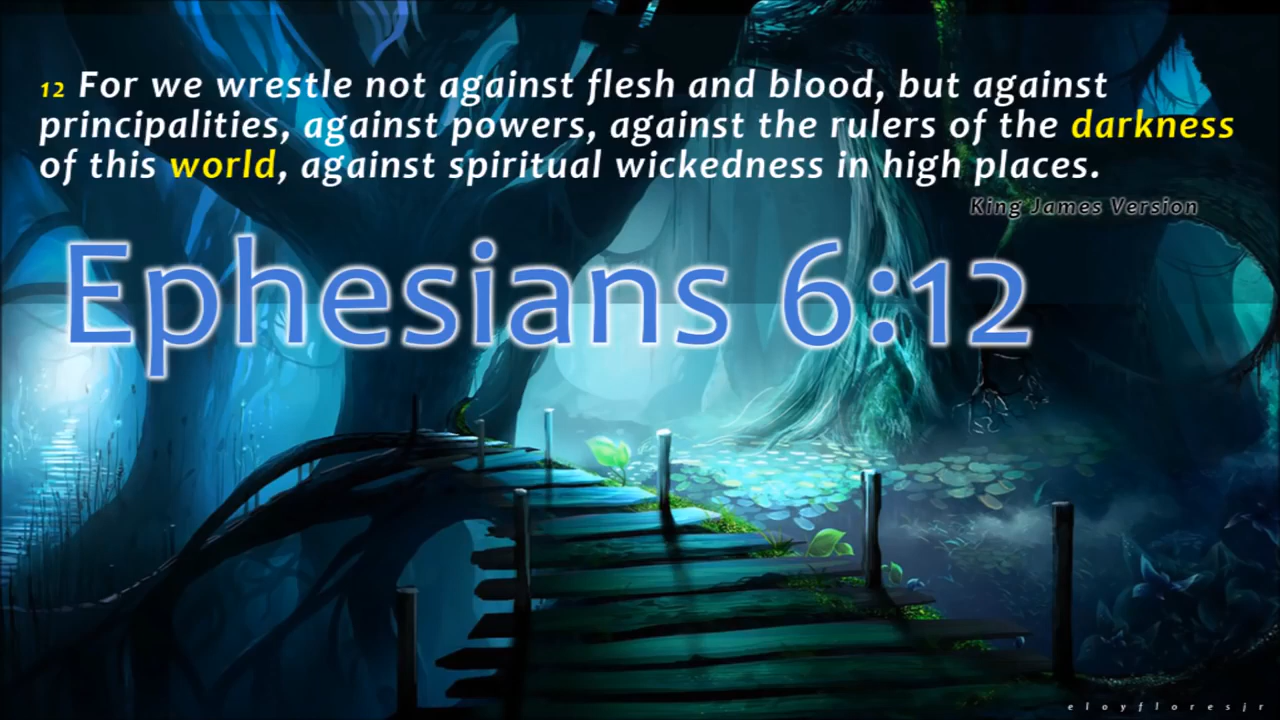 12 For we wrestle not against flesh and blood, but against
principalities, against powers, against the rulers of the darkness
of this world, against spiritual wickedness in high places.
King James Version
Ephesians 6:12
eloyfloresjr